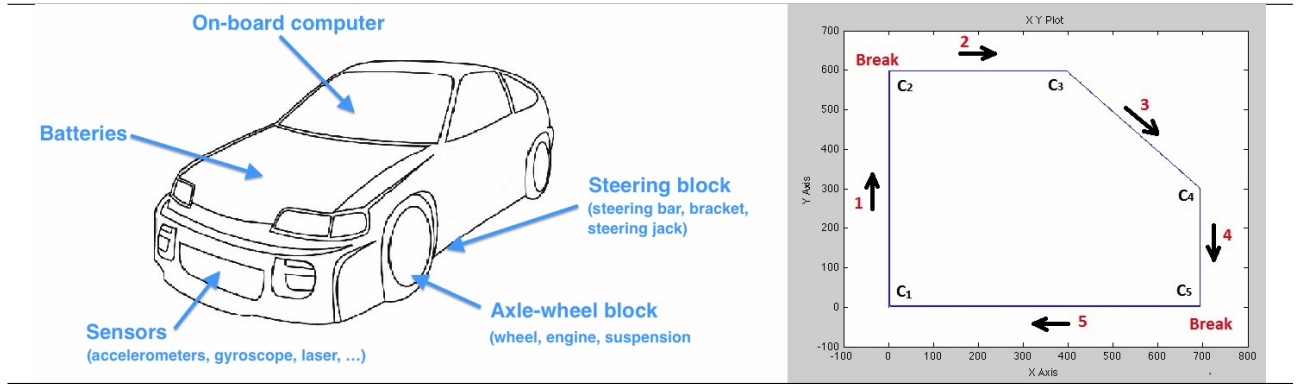 On-board computer
Batteries
Steering block
(steering bar, bracket,
steering jack)
Axle-wheel block
(wheel, engine, suspension
Sensors
(accelerometers, gyroscope, laser, …)
X Y Plot
700
600
500
400
300
200
100
0
-100
Y Axis
Break
2
C2
C3
3
1
C4
4
C1
C5
5
Break
-100 0 100 200 300 400 500 600 700 800
X Axis